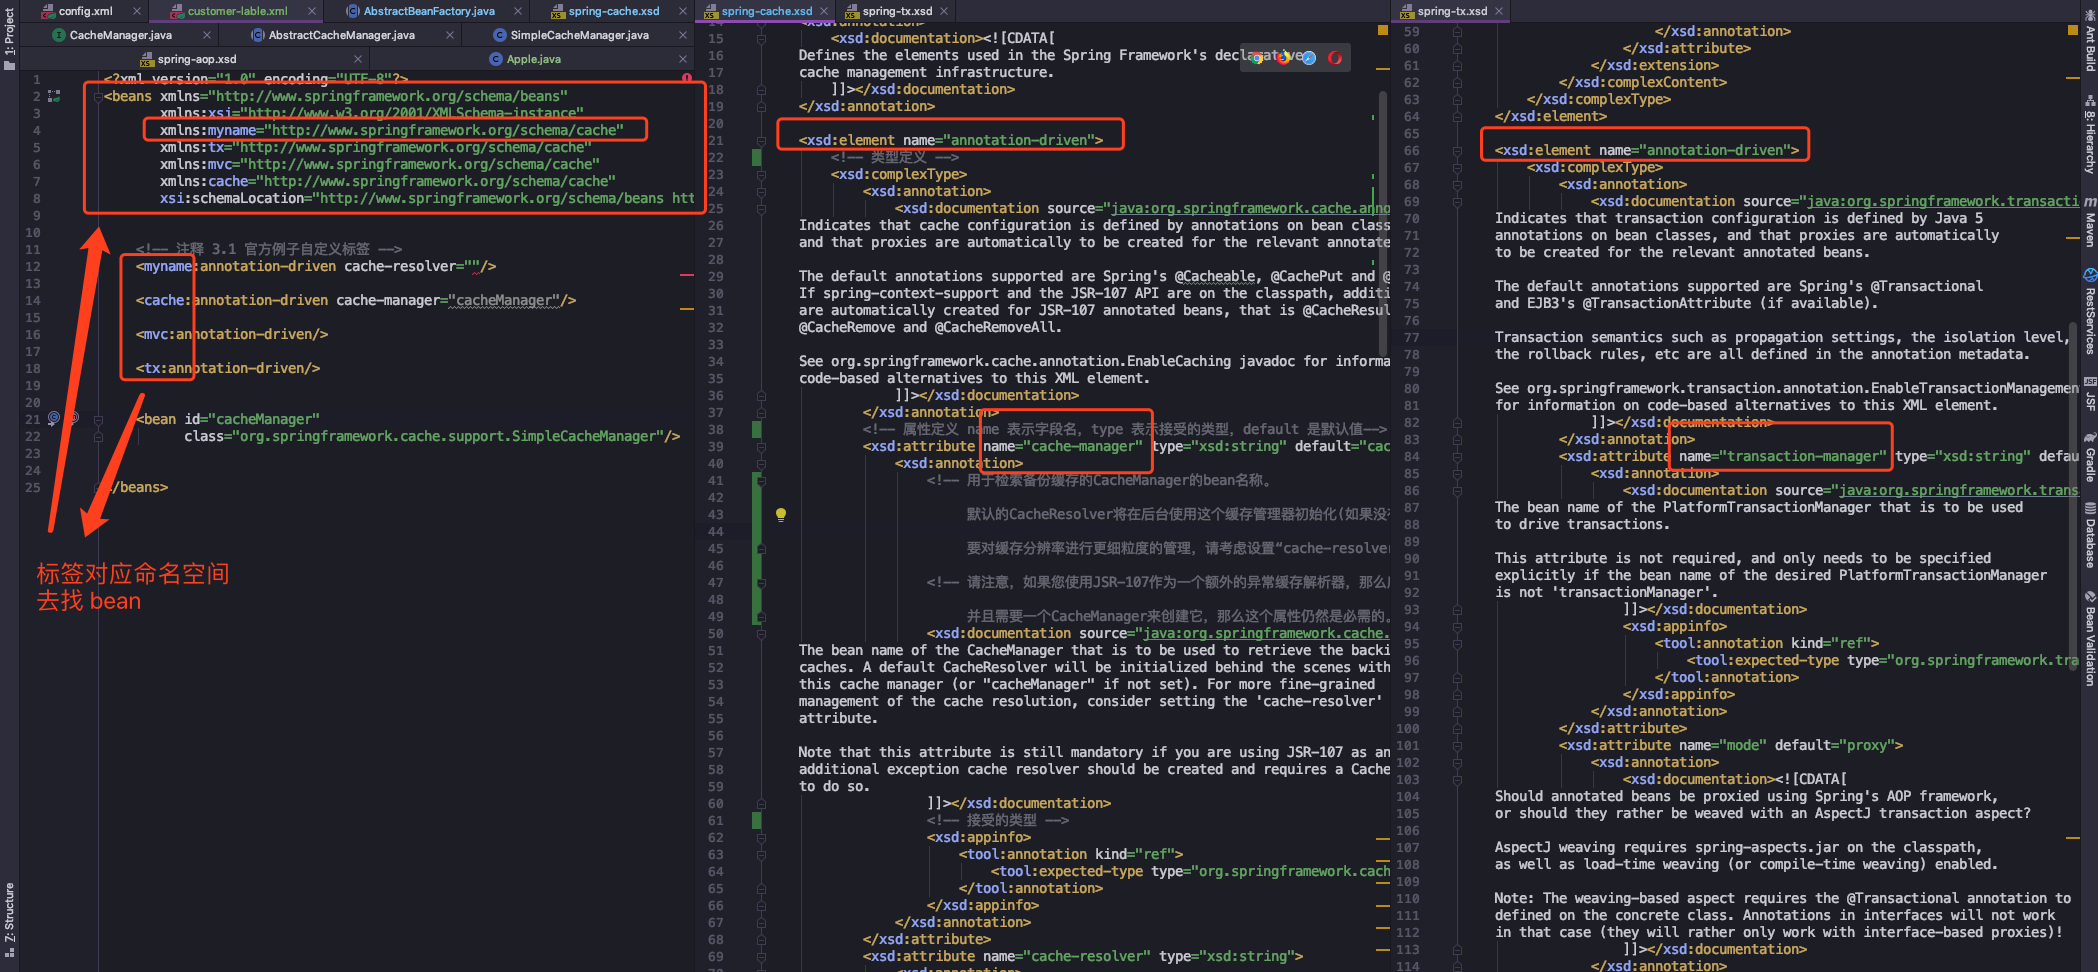 config.xml
customer-lable.xml
AbstractBeanFactory.java
spring-cache.xsd
CacheManager.java
AbstractCacheManager.java
SimpleCacheManager.java
spring-aop.xsd
Apple.java
1: Project
Z: Structure
1 <?xml version="1.0" encoding="UTF-8"?>
2 <beans xmlns="http://www.springframework.org/schema/beans"
3 xmlns:xsi="http://www.w3.org/2001/XMLSchema-instance"
4 xmlns:myname="http://www.springframework.org/schema/cache"
5 xmlns:tx="http://www.springframework.org/schema/cache"
6 xmlns:mvc="http://www.springframework.org/schema/cache"
7 xmlns:cache="http://www.springframework.org/schema/cache"
8 xsi:schemaLocation="http://www.springframework.org/schema/beans htt
9
10
11 <!-- 注释 3.1 官方例子自定义标签 -->
12 <myname:annotation-driven cache-resolver=""/>
13
14 <cache:annotation-driven cache-manager="cacheManager"/>
15
16 <mvc:annotation-driven/>
17
18 <tx:annotation-driven/>
19
20
21 <bean id="cacheManager"
22 class="org.springframework.cache.support.SimpleCacheManager"/>
23
24
25 </beans>
标签对应命名空间
去找 bean
spring-cache.xsd
spring-tx.xsd
14 <xsd:annotation>
15 <xsd:documentation><![CDATA[
16 Defines the elements used in the Spring Framework's declarative
17 cache management infrastructure.
18 ]]></xsd:documentation>
19 </xsd:annotation>
20
21 <xsd:element name="annotation-driven">
22 <!-- 类型定义 -->
23 <xsd:complexType>
24 <xsd:annotation>
25 <xsd:documentation source="java:org.springframework.cache.anno
26 Indicates that cache configuration is defined by annotations on bean class
27 and that proxies are automatically to be created for the relevant annotate
28
29 The default annotations supported are Spring's @Cacheable, @CachePut and @
30 If spring-context-support and the JSR-107 API are on the classpath, additi
31 are automatically created for JSR-107 annotated beans, that is @CacheResul
32 @CacheRemove and @CacheRemoveAll.
33
34 See org.springframework.cache.annotation.EnableCaching javadoc for informa
35 code-based alternatives to this XML element.
36 ]]></xsd:documentation>
37 </xsd:annotation>
38 <!-- 属性定义 name 表示字段名，type 表示接受的类型，default 是默认值-->
39 <xsd:attribute name="cache-manager" type="xsd:string" default="cac
40 <xsd:annotation>
41 <!-- 用于检索备份缓存的CacheManager的bean名称。
42
43 默认的CacheResolver将在后台使用这个缓存管理器初始化(如果没有
44
45 要对缓存分辨率进行更细粒度的管理，请考虑设置“cache-resolver
46
47 <!-- 请注意，如果您使用JSR-107作为一个额外的异常缓存解析器，那么应
48
49 并且需要一个CacheManager来创建它，那么这个属性仍然是必需的。
50 <xsd:documentation source="java:org.springframework.cache.
51 The bean name of the CacheManager that is to be used to retrieve the backi
52 caches. A default CacheResolver will be initialized behind the scenes with
53 this cache manager (or "cacheManager" if not set). For more fine-grained
54 management of the cache resolution, consider setting the 'cache-resolver'
55 attribute.
56
57 Note that this attribute is still mandatory if you are using JSR-107 as an
58 additional exception cache resolver should be created and requires a Cache
59 to do so.
60 ]]></xsd:documentation>
61 <!-- 接受的类型 -->
62 <xsd:appinfo>
63 <tool:annotation kind="ref">
64 <tool:expected-type type="org.springframework.cach
65 </tool:annotation>
66 </xsd:appinfo>
67 </xsd:annotation>
68 </xsd:attribute>
69 <xsd:attribute name="cache-resolver" type="xsd:string">
70 <xsd:annotation>
spring-tx.xsd
59 </xsd:annotation>
60 </xsd:attribute>
61 </xsd:extension>
62 </xsd:complexContent>
63 </xsd:complexType>
64 </xsd:element>
65
66 <xsd:element name="annotation-driven">
67 <xsd:complexType>
68 <xsd:annotation>
69 <xsd:documentation source="java:org.springframework.transacti
70 Indicates that transaction configuration is defined by Java 5
71 annotations on bean classes, and that proxies are automatically
72 to be created for the relevant annotated beans.
73
74 The default annotations supported are Spring's @Transactional
75 and EJB3's @TransactionAttribute (if available).
76
77 Transaction semantics such as propagation settings, the isolation level,
78 the rollback rules, etc are all defined in the annotation metadata.
79
80 See org.springframework.transaction.annotation.EnableTransactionManagemen
81 for information on code-based alternatives to this XML element.
82 ]]></xsd:documentation>
83 </xsd:annotation>
84 <xsd:attribute name="transaction-manager" type="xsd:string" defau
85 <xsd:annotation>
86 <xsd:documentation source="java:org.springframework.trans
87 The bean name of the PlatformTransactionManager that is to be used
88 to drive transactions.
89
90 This attribute is not required, and only needs to be specified
91 explicitly if the bean name of the desired PlatformTransactionManager
92 is not 'transactionManager'.
93 ]]></xsd:documentation>
94 <xsd:appinfo>
95 <tool:annotation kind="ref">
96 <tool:expected-type type="org.springframework.tra
97 </tool:annotation>
98 </xsd:appinfo>
99 </xsd:annotation>
100 </xsd:attribute>
101 <xsd:attribute name="mode" default="proxy">
102 <xsd:annotation>
103 <xsd:documentation><![CDATA[
104 Should annotated beans be proxied using Spring's AOP framework,
105 or should they rather be weaved with an AspectJ transaction aspect?
106
107 AspectJ weaving requires spring-aspects.jar on the classpath,
108 as well as load-time weaving (or compile-time weaving) enabled.
109
110 Note: The weaving-based aspect requires the @Transactional annotation to
111 defined on the concrete class. Annotations in interfaces will not work
112 in that case (they will rather only work with interface-based proxies)!
113 ]]></xsd:documentation>
114 </xsd:annotation>
Ant Build
8: Hierarchy
Maven
RestServices
JSF
Gradle
Database
Bean Validation